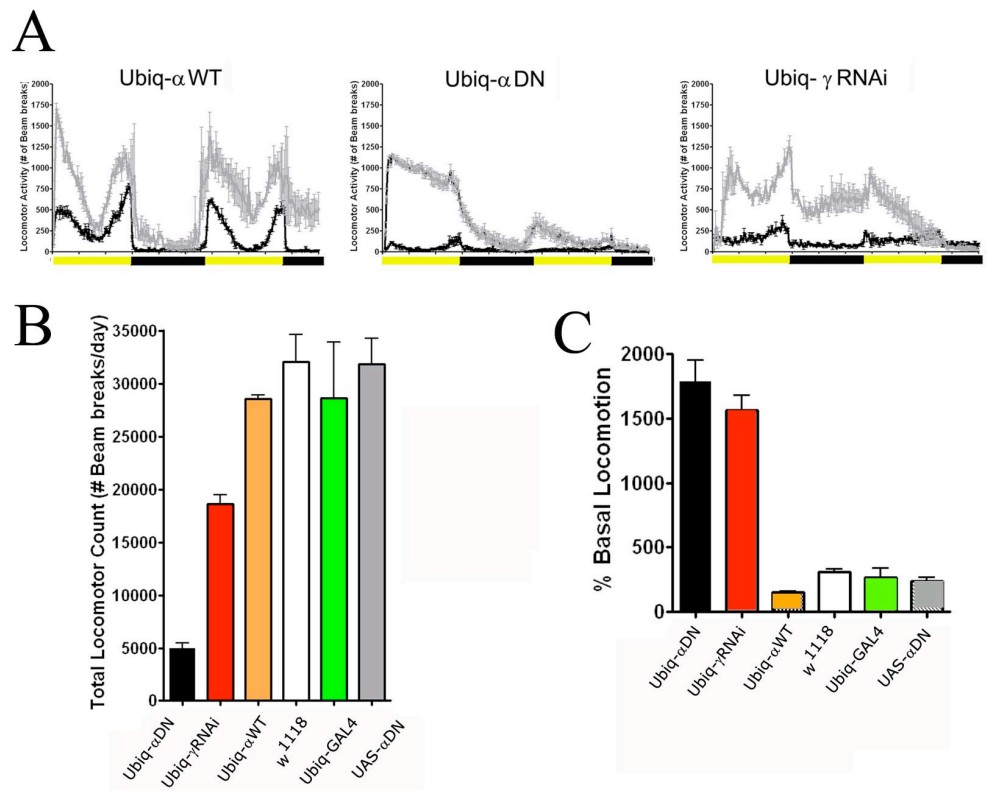 A
Ubiq-αWT
Ubiq-αDN
Ubiq- γ RNAi
Locomotor Activity (# of Beam breaks)
2000
1750
1500
1250
1000
750
500
250
0
Locomotor Activity (# of Beam breaks)
2000
1750
1500
1250
1000
750
500
250
0
Locomotor Activity (# of Beam breaks)
2000
1750
1500
1250
1000
750
500
250
0
B
Total Locomotor Count (# Beam breaks/day)
35000
30000
25000
20000
15000
10000
5000
0
Ubiq-αDN
Ubiq-γRNAi
Ubiq-αWT
w1118
Ubiq-GAL4
UAS-αDN
C
% Basal Locomotion
2000
1500
1000
500
0
Ubiq-αDN
Ubiq-γRNAi
Ubiq-αWT
w1118
Ubiq-GAL4
UAS-αDN